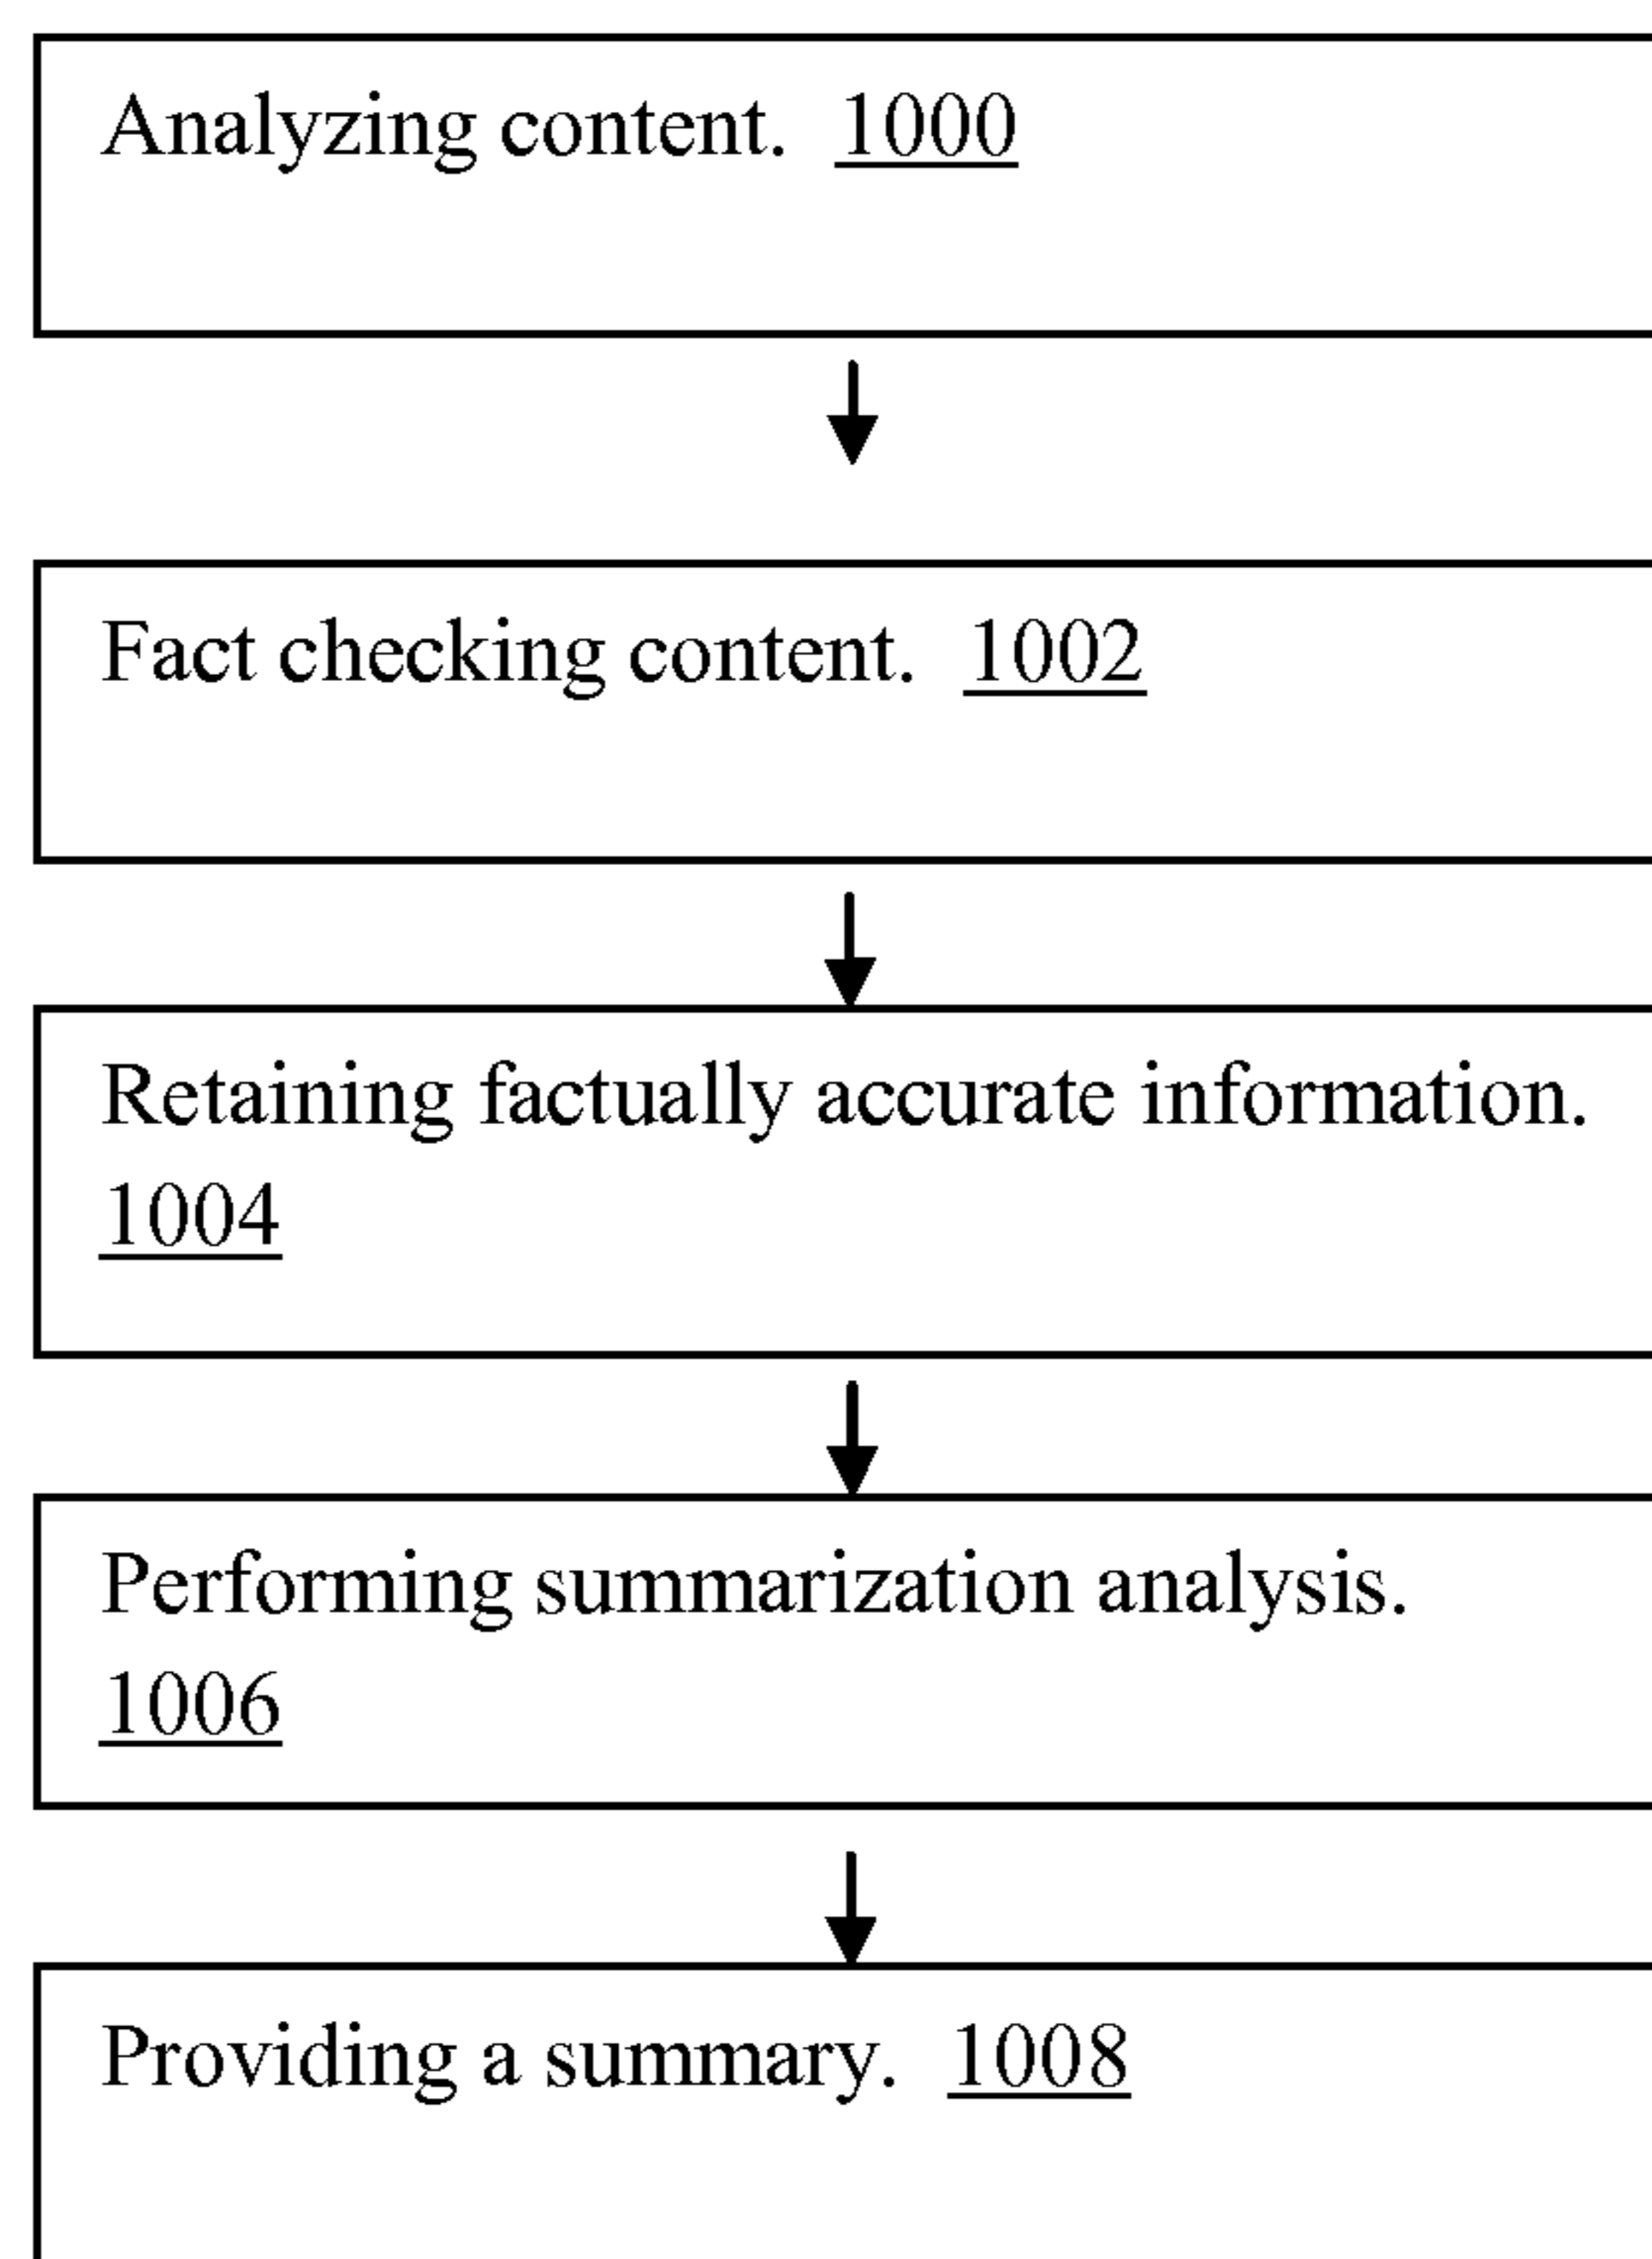 Analyzing content. 1000
Fact checking content. 1002
Retaining factually accurate information.
1004
Performing summarization analysis.
1006
Providing a summary. 1008